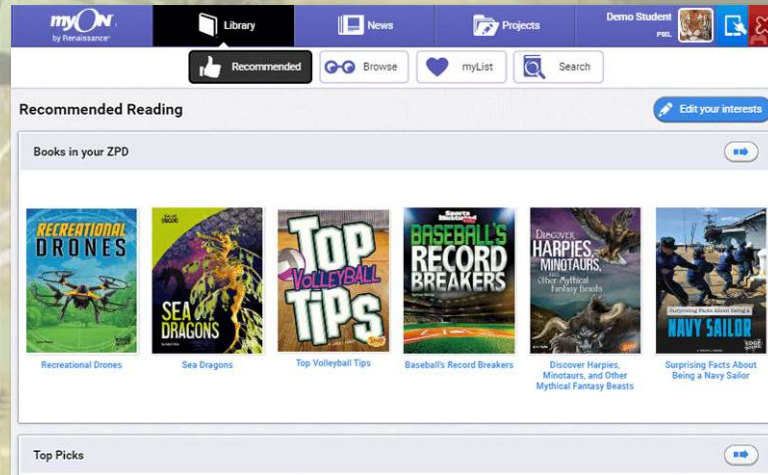 myON
by Renaissance®
Library
News
Projects
Demo Student
PIXEL
Recommended
Browse
myList
Search
Recommended Reading
Edit your interests
Books in your ZPD
RECREATIONAL
DRONES
SEA
DRAGONS
TOP
VOLLEYBALL
TIPS
Sports
Illustrated
BASEBALL'S
RECORD
BREAKERS
DISCOVER
HARPIES,
MINOTAURS,
Other Mythical
Fantasy Beasts
Surprising Facts About Being a
NAVY SAILOR
Recreational Drones
Sea Dragons
Top Volleyball Tips
Baseball's Record Breakers
Discover Harpies,
Minotaurs, and Other
Mythical Fantasy Beasts
Surprising Facts About
Being a Navy Sailor
Top Picks